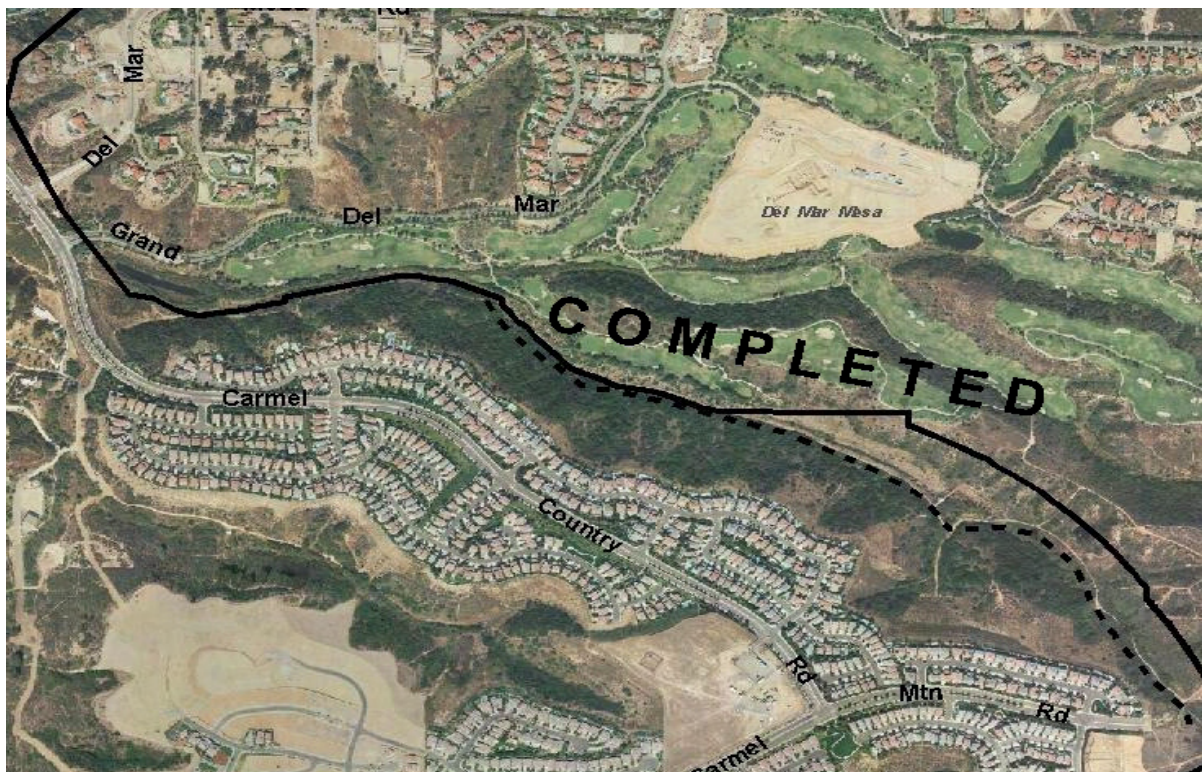 Rd
Del Mar
Grand Del Mar
Del Mar Mesa
COMPLETED
Carmel Country Rd
Carmel Mtn Rd